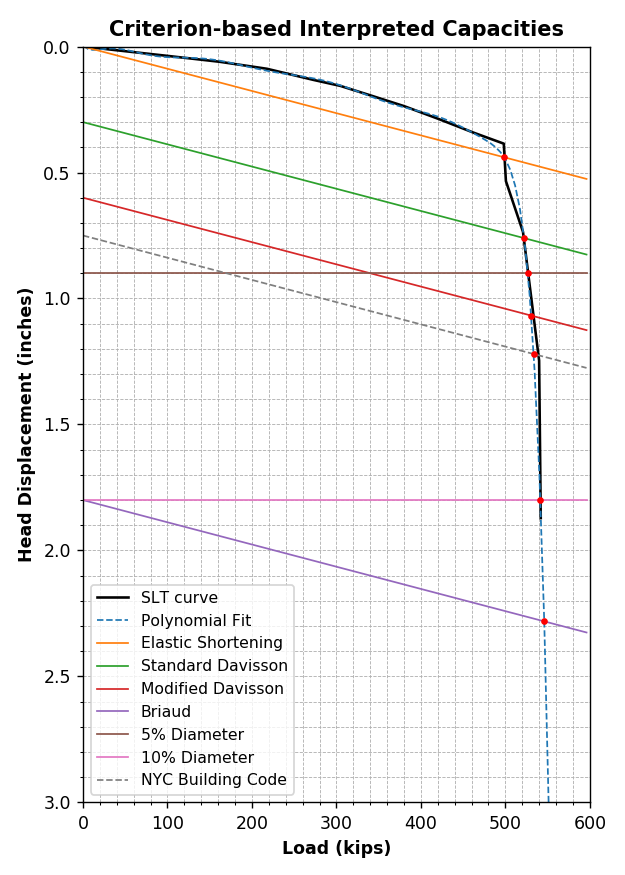 Criterion-based Interpreted Capacities
0.0
0.5
1.0
1.5
2.0
2.5
3.0
Head Displacement (inches)
SLT curve
Polynomial Fit
Elastic Shortening
Standard Davisson
Modified Davisson
Briaud
5% Diameter
10% Diameter
NYC Building Code
0 100 200 300 400 500 600
Load (kips)